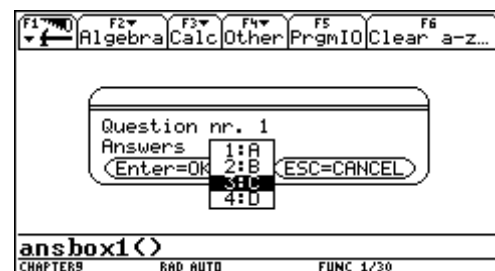 F1 F2 F3 F4 F5 F6
Algebra Calc Other PrgmIO Clear a-z…
Question nr. 1
Answers
1:A
2:B
3:C
4:D
Enter=OK ESC=CANCEL
ansbox1()
CHAPTER9 RAD AUTO FUNC 1/30